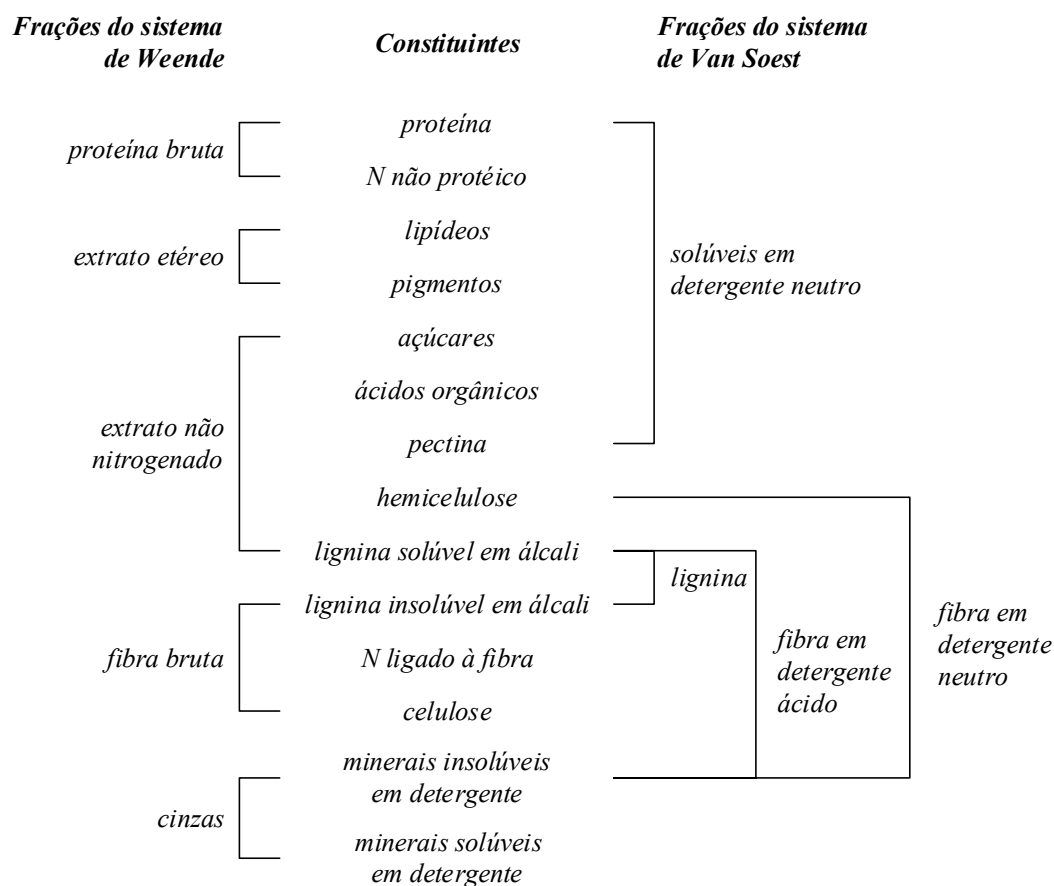 Frações do sistema
de Weende
Constituintes
Frações do sistema
de Van Soest
proteína bruta
extrato etéreo
extrato não
nitrogenado
fibra bruta
cinzas
proteína
N não protéico
lipídeos
pigmentos
açúcares
ácidos orgânicos
pectina
hemicelulose
lignina solúvel em álcali
lignina insolúvel em álcali
N ligado à fibra
celulose
minerais insolúveis
em detergente
minerais solúveis
em detergente
solúveis em
detergente neutro
lignina
fibra em
detergente
ácido
fibra em
detergente
neutro